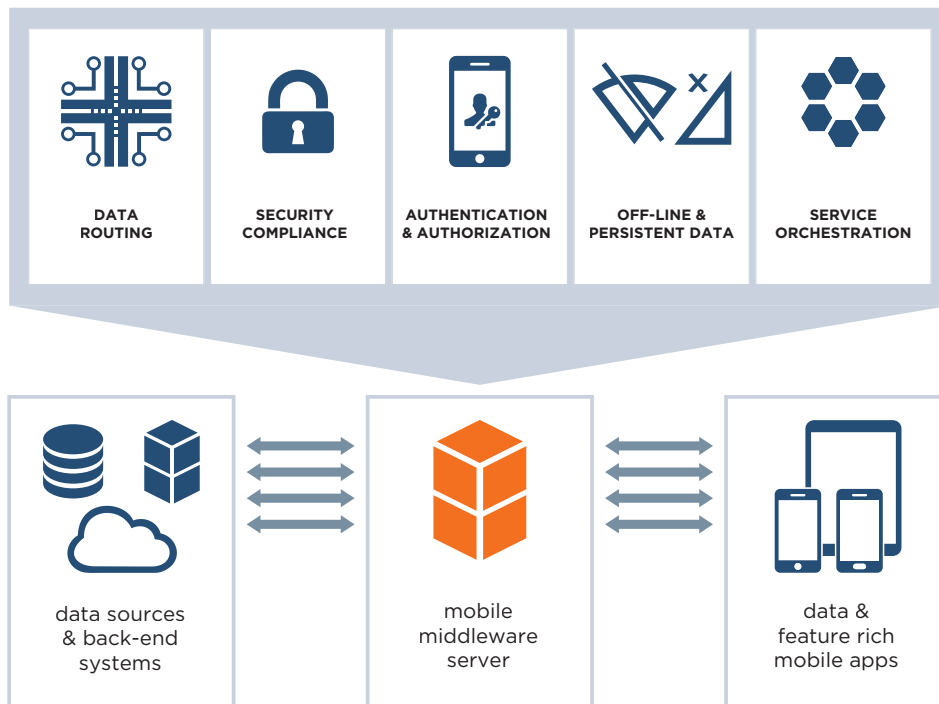 DATA
ROUTING
SECURITY
COMPLIANCE
AUTHENTICATION
& AUTHORIZATION
OFF-LINE &
PERSISTENT DATA
X
SERVICE
ORCHESTRATION
data sources
& back-end
systems
mobile
middleware
server
data &
feature rich
mobile apps